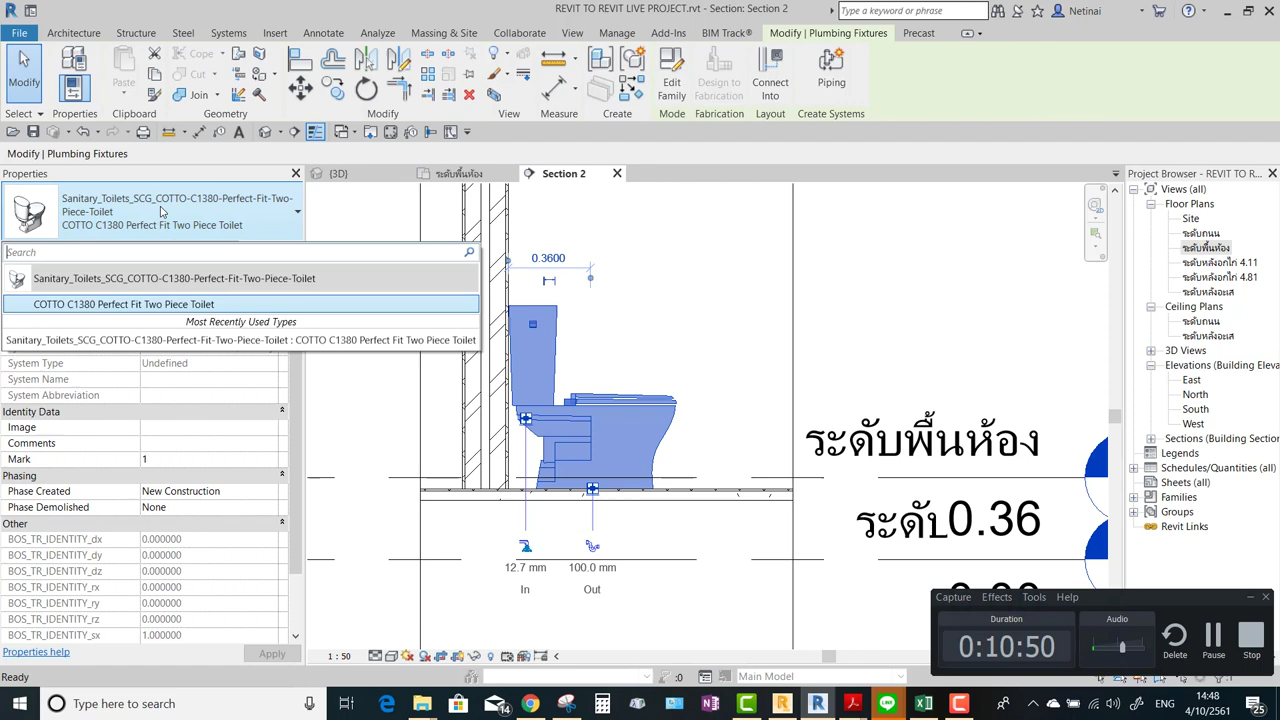 REVIT TO REVIT LIVE PROJECT.rvt - Section: Section 2
Type a keyword or phrase
Netinai
File Architecture Structure Steel Systems Insert Annotate Analyze Massing & Site Collaborate View Manage Add-Ins BIM Track® Modify | Plumbing Fixtures Precast
Modify
Paste
Cope
Cut
Join
Edit Family
Design to Fabrication
Connect Into
Piping
Select Properties Clipboard Geometry Modify View Measure Create Mode Fabrication Layout Create Systems
Modify | Plumbing Fixtures
Properties
Sanitary_Toilets_SCG_COTTO-C1380-Perfect-Fit-Two-
Piece-Toilet
COTTO C1380 Perfect Fit Two Piece Toilet
Search
Sanitary_Toilets_SCG_COTTO-C1380-Perfect-Fit-Two-Piece-Toilet
COTTO C1380 Perfect Fit Two Piece Toilet
Most Recently Used Types
Sanitary_Toilets_SCG_COTTO-C1380-Perfect-Fit-Two-Piece-Toilet : COTTO C1380 Perfect Fit Two Piece Toilet
System Type Undefined
System Name
System Abbreviation
Identity Data
Image
Comments
Mark 1
Phasing
Phase Created New Construction
Phase Demolished None
Other
BOS_TR_IDENTITY_dx 0.000000
BOS_TR_IDENTITY_dy 0.000000
BOS_TR_IDENTITY_dz 0.000000
BOS_TR_IDENTITY_rx 0.000000
BOS_TR_IDENTITY_ry 0.000000
BOS_TR_IDENTITY_rz 0.000000
BOS_TR_IDENTITY_sx 1.000000
Properties help
Apply
{3D}
ระดับพื้นห้อง
Section 2
0.3600
12.7 mm
In
100.0 mm
Out
ระดับพื้นห้อง
ระดับ0.36
1 : 50
Project Browser - REVIT TO R...
Views (all)
Floor Plans
Site
ระดับถนน
ระดับพื้นห้อง
ระดับหลังอกไก่ 4.11
ระดับหลังอกไก่ 4.81
ระดับหลังอะเส
Ceiling Plans
ระดับถนน
ระดับหลังอะเส
3D Views
Elevations (Building Eleva
East
North
South
West
Sections (Building Section
Legends
Schedules/Quantities (all)
Sheets (all)
Families
Groups
Revit Links
Capture Effects Tools Help
Duration
0:10:50
Audio
Delete
Pause
Stop
Ready
:0
Main Model
Type here to search
14:48
4/10/2561